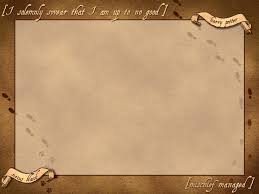 [I solemnly swear that I am up to no good]
harry potter
[mischief managed]